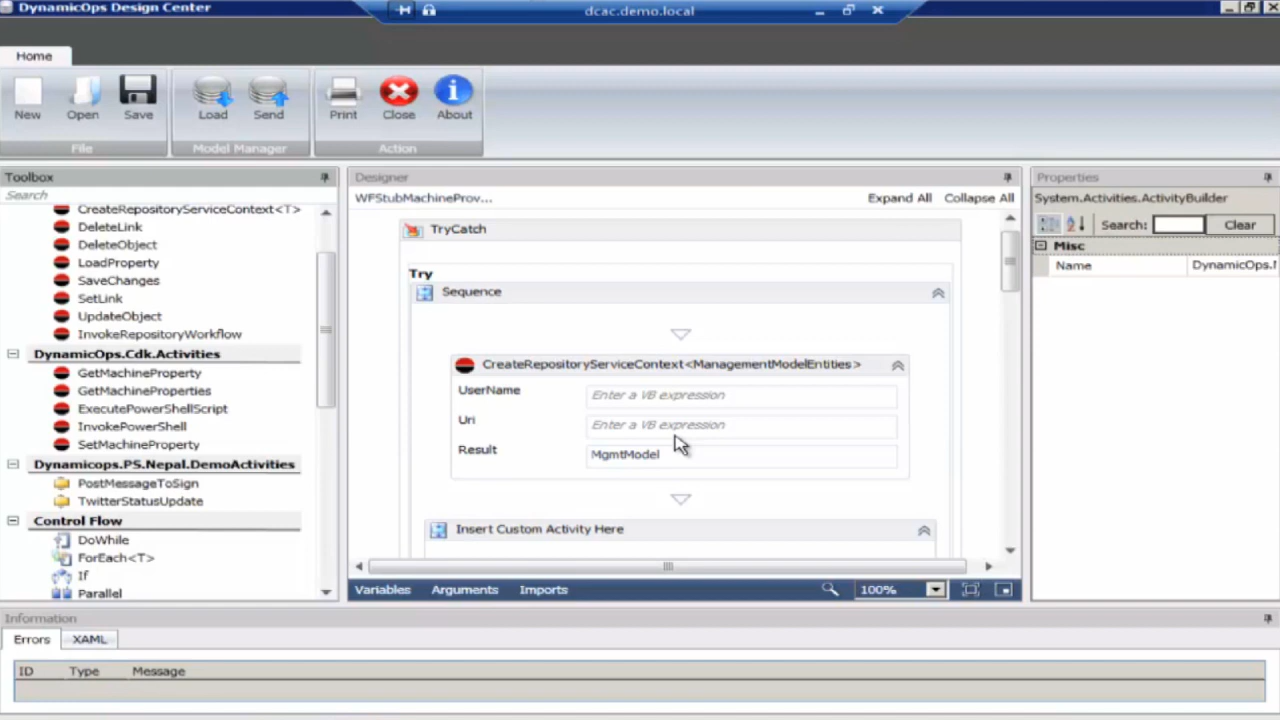 DynamicOps Design Center
dcac.demo.local
Home
New
Open
Save
Load
Send
Print
Close
About
File
Model Manager
Action
Toolbox
Search
CreateRepositoryServiceContext<T>
DeleteLink
DeleteObject
LoadProperty
SaveChanges
SetLink
UpdateObject
InvokeRepositoryWorkflow
DynamicOps.Cdk.Activities
GetMachineProperty
GetMachineProperties
ExecutePowerShellScript
InvokePowerShell
SetMachineProperty
Dynamicops.PS.Nepal.DemoActivities
PostMessageToSign
TwitterStatusUpdate
Control Flow
DoWhile
ForEach<T>
If
Parallel
Designer
WFStubMachineProv...
Expand All
Collapse All
TryCatch
Try
Sequence
CreateRepositoryServiceContext<ManagementModelEntities>
UserName
Enter a VB expression
Uri
Enter a VB expression
Result
MgmtModel
Insert Custom Activity Here
Variables
Arguments
Imports
100%
Properties
System.Activities.ActivityBuilder
Search:
Clear
Misc
Name
DynamicOps.M
Information
Errors
XAML
ID
Type
Message